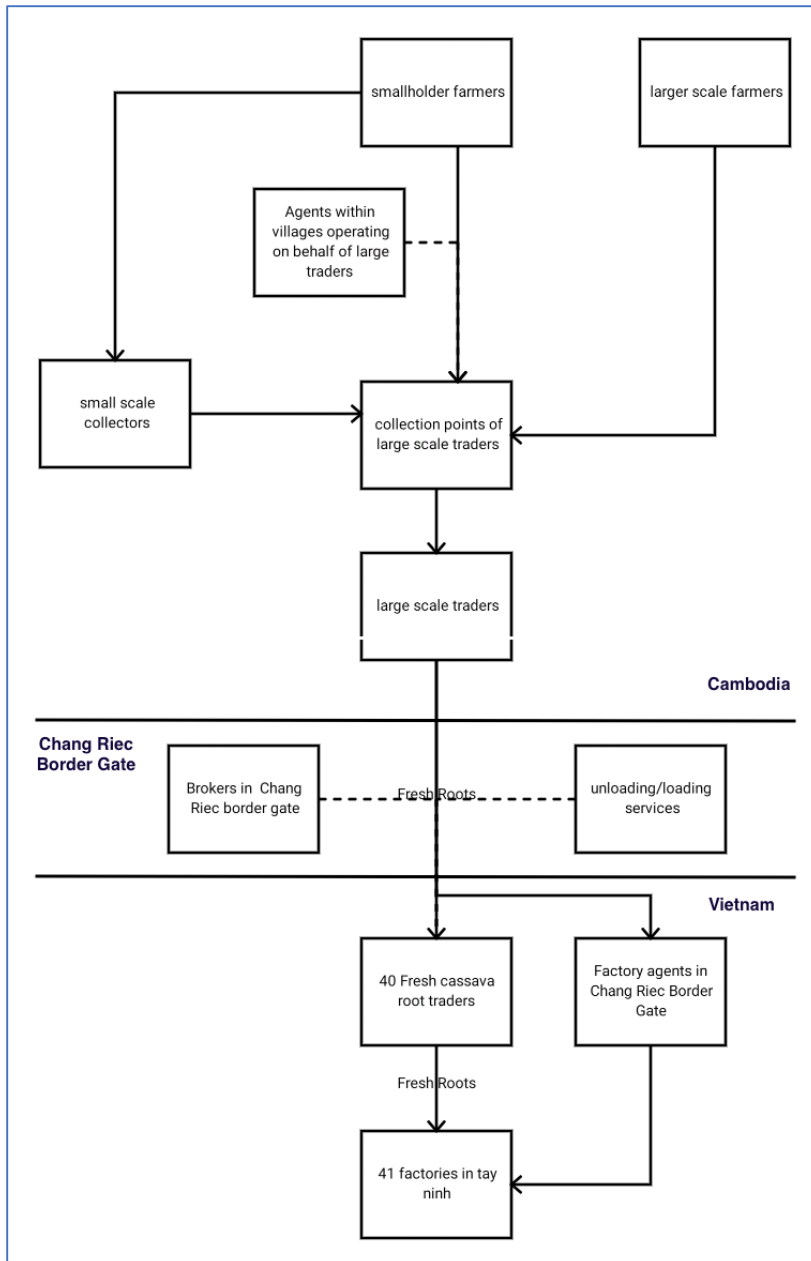 smallholder farmers
larger scale farmers
Agents within
villages operating
on behalf of large
traders
small scale
collectors
collection points of
large scale traders
large scale traders
Cambodia
Chang Riec
Border Gate
Brokers in Chang
Riec border gate
Fresh Roots
unloading/loading
services
Vietnam
40 Fresh cassava
root traders
Factory agents in
Chang Riec Border
Gate
Fresh Roots
41 factories in tay
ninh